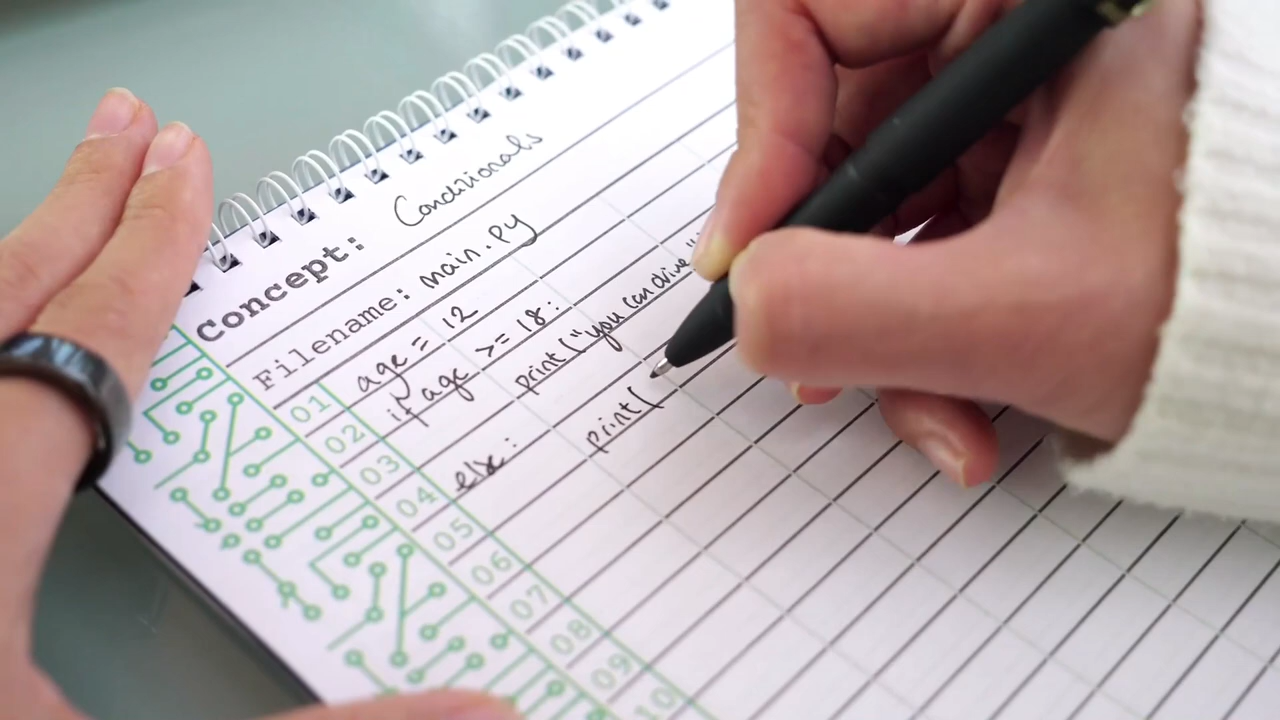 Concept: Conditionals
Filename: main.py
01 age = 12
02 if age >= 18:
03 print("you can drive"
04 else:
05 print(
06
07
08
09
10